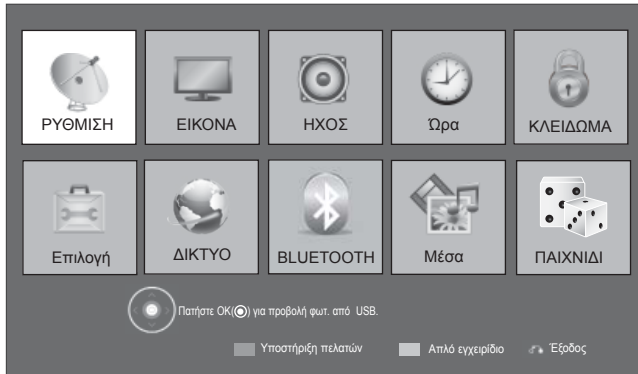 ΡΥΘΜΙΣΗ ΕΙΚΟΝΑ ΗΧΟΣ Ώρα ΚΛΕΙΔΩΜΑ
Επιλογή ΔΙΚΤΥΟ BLUETOOTH Μέσα ΠΑΙΧΝΙΔΙ
Πατήστε OK(◉) για προβολή φωτ. από USB.
Υποστήριξη πελατών Απλό εγχειρίδιο Έξοδος